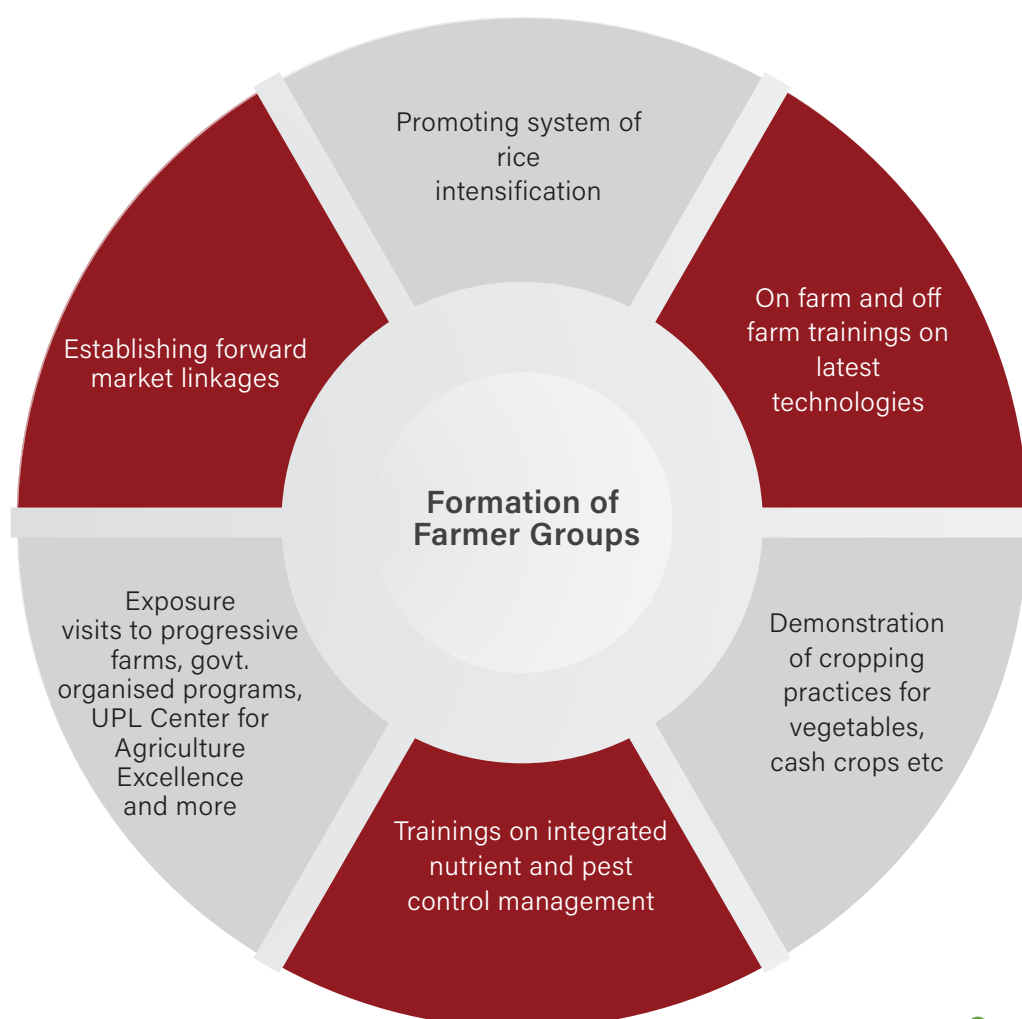 Promoting system of
rice
intensification
On farm and off
farm trainings on
latest
technologies
Demonstration
of cropping
practices for
vegetables,
cash crops etc
Trainings on integrated
nutrient and pest
control management
Exposure
visits to progressive
farms, govt.
organised programs,
UPL Center for
Agriculture
Excellence
and more
Establishing forward
market linkages
Formation of
Farmer Groups